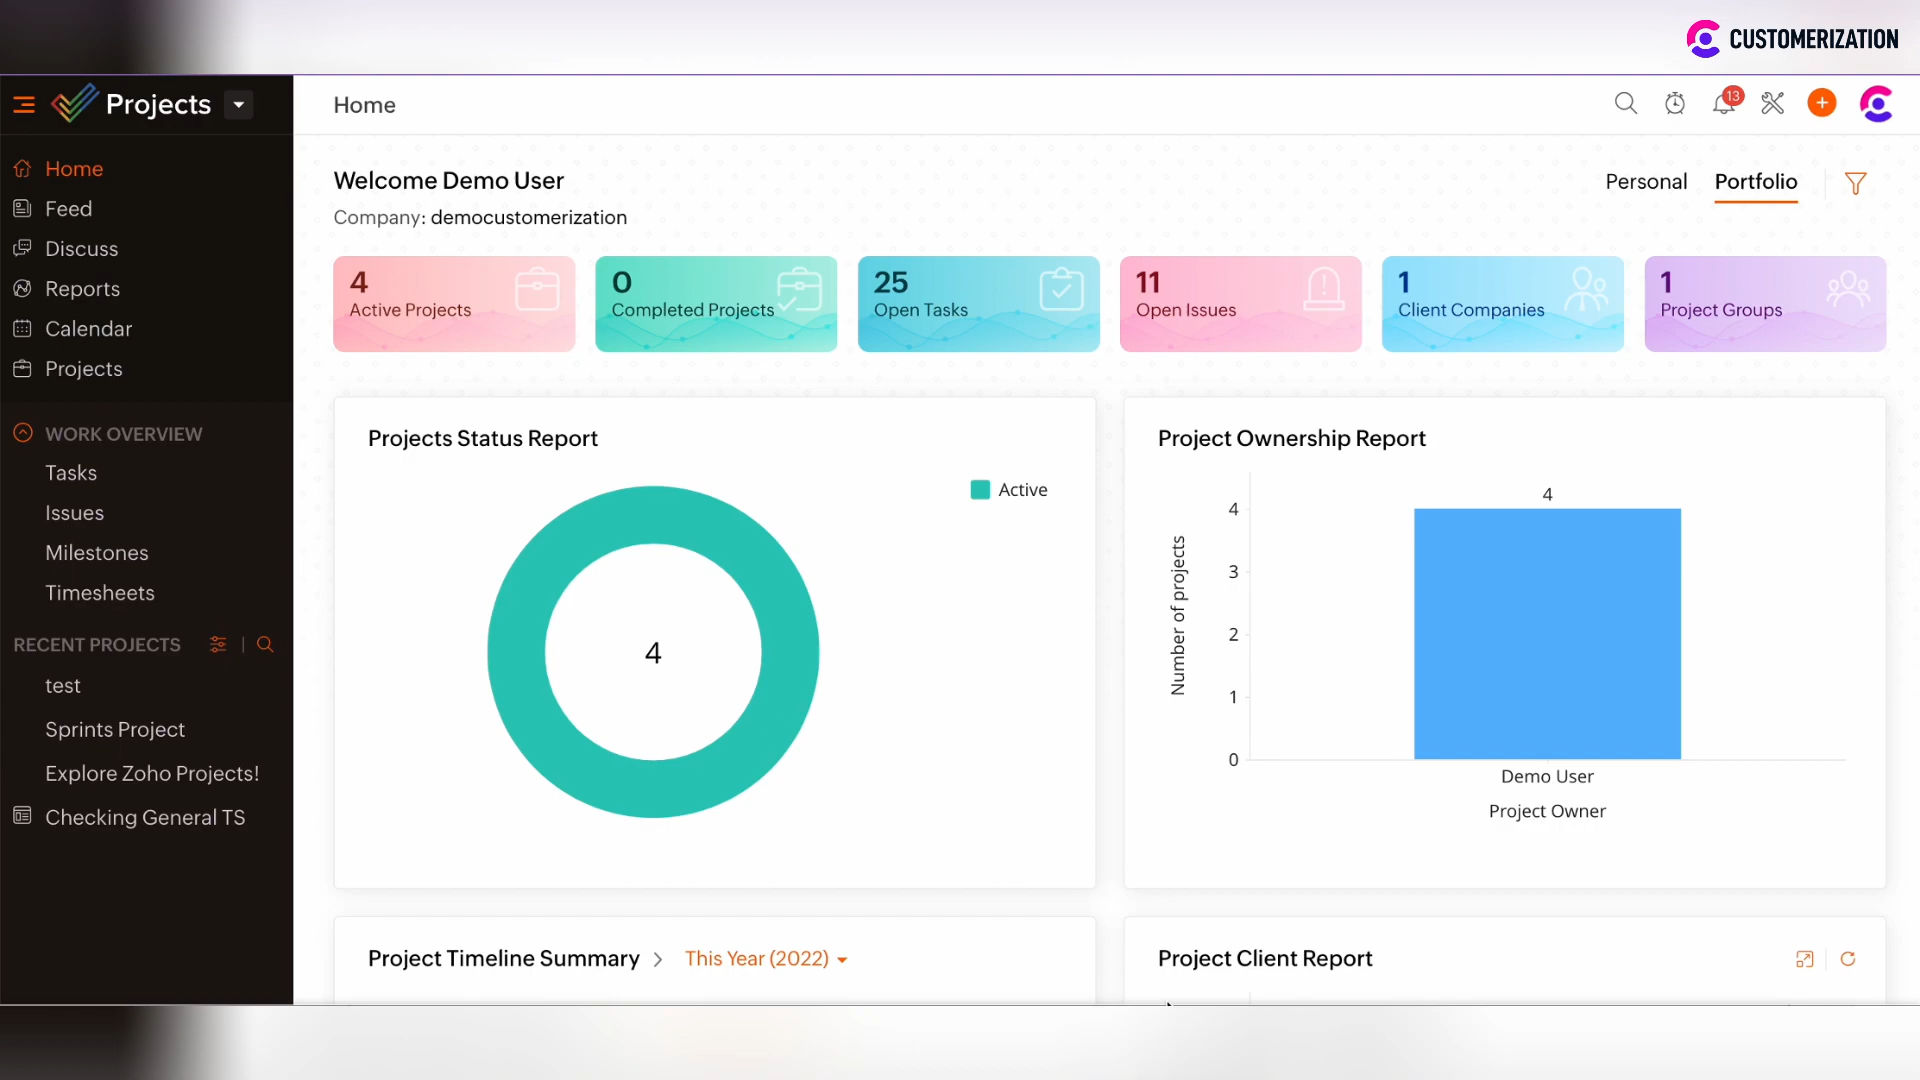 CUSTOMERIZATION
Projects
Home
13
Home
Feed
Discuss
Reports
Calendar
Projects
WORK OVERVIEW
Tasks
Issues
Milestones
Timesheets
RECENT PROJECTS
test
Sprints Project
Explore Zoho Projects!
Checking General TS
Welcome Demo User
Company: democustomerization
Personal
Portfolio
4
Active Projects
0
Completed Projects
25
Open Tasks
11
Open Issues
1
Client Companies
1
Project Groups
Projects Status Report
Active
4
Project Ownership Report
4
Number of projects
4
3
2
1
0
Demo User
Project Owner
Project Timeline Summary
This Year (2022)
Project Client Report